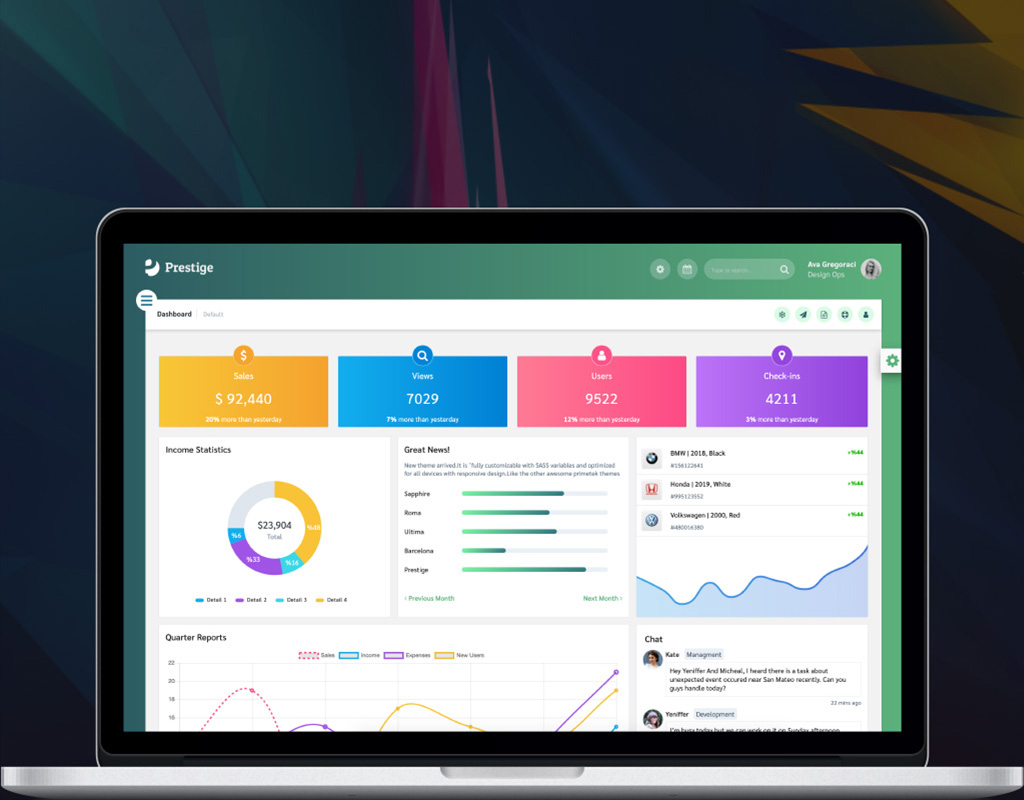 Prestige
Type to search...
Ava Gregoraci
Design Ops
Dashboard
Default
Sales
$ 92,440
20% more than yesterday
Views
7029
7% more than yesterday
Users
9522
12% more than yesterday
Check-ins
4211
3% more than yesterday
Income Statistics
$23,904
Total
%48
%6
%33
%16
Detail 1
Detail 2
Detail 3
Detail 4
Great News!
New theme arrived.It is 'fully customizable with SASS variables and optimized
for all devices with responsive design.Like the other awesome primetek themes
Sapphire
Roma
Ultima
Barcelona
Prestige
‹ Previous Month
Next Month ›
BMW | 2018, Black
+%44
#156122641
Honda | 2019, White
+%44
#995123552
Volkswagen | 2000, Red
+%44
#480016380
Quarter Reports
Sales
Income
Expenses
New Users
22
20
18
16
Chat
Kate
Managment
Hey Yeniffer And Micheal, I heard there is a task about
unexpected event occured near San Mateo recently. Can you
guys handle today?
22 mins ago
Yeniffer
Development
I'm busy today but we can work on it on Sunday afternoon